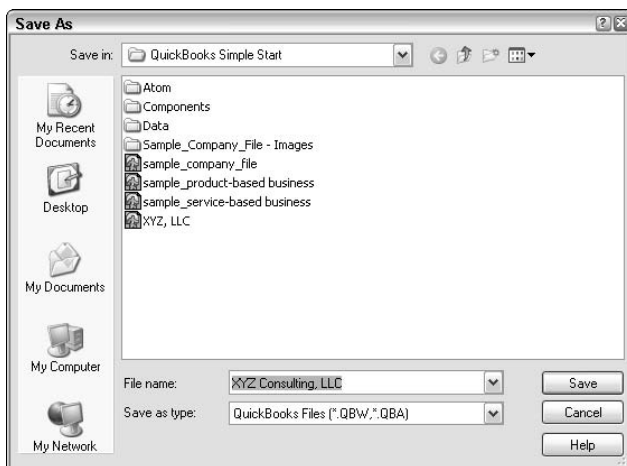 Save As
Save in:
QuickBooks Simple Start
My Recent
Documents
Desktop
My Documents
My Computer
My Network
Atom
Components
Data
Sample_Company_File - Images
sample_company_file
sample_product-based business
sample_service-based business
XYZ, LLC
File name:
XYZ Consulting, LLC
Save
Save as type:
QuickBooks Files (*.QBW,*.QBA)
Cancel
Help